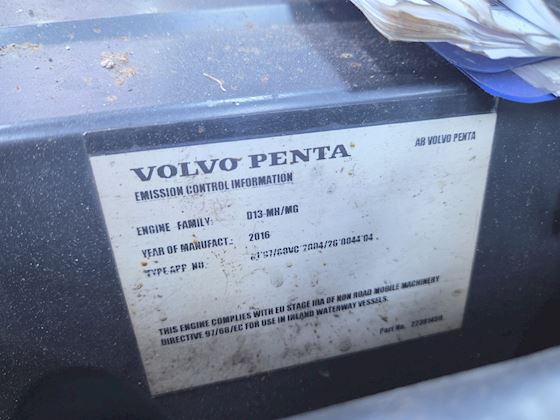 VOLVO PENTA
AB VOLVO PENTA
EMISSION CONTROL INFORMATION
ENGINE FAMILY: D13-MH/MG
YEAR OF MANUFACT.: 2016
TYPE APP NO.:
THIS ENGINE COMPLIES WITH EU STAGE IIIA OF NON ROAD MOBILE MACHINERY
DIRECTIVE 97/68/EC FOR USE IN INLAND WATERWAY VESSELS.
Part No.